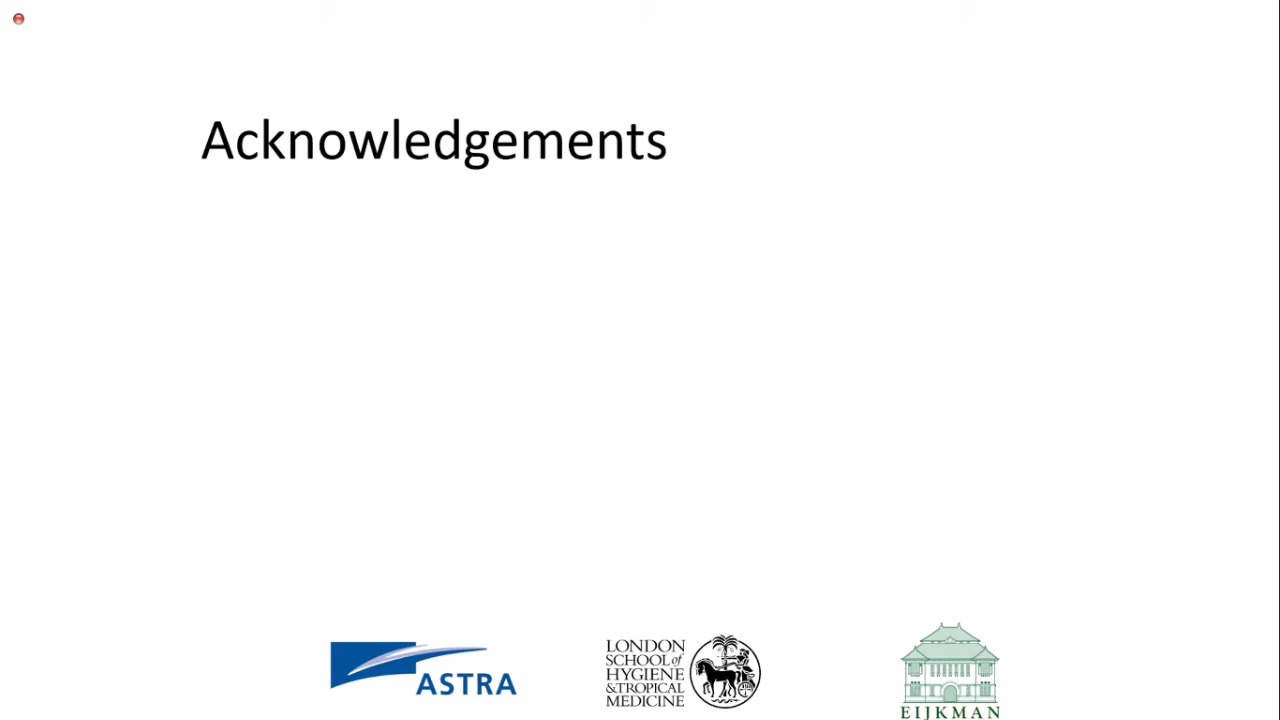 Acknowledgements
ASTRA
LONDON
SCHOOL of
HYGIENE
& TROPICAL
MEDICINE
EIJKMAN